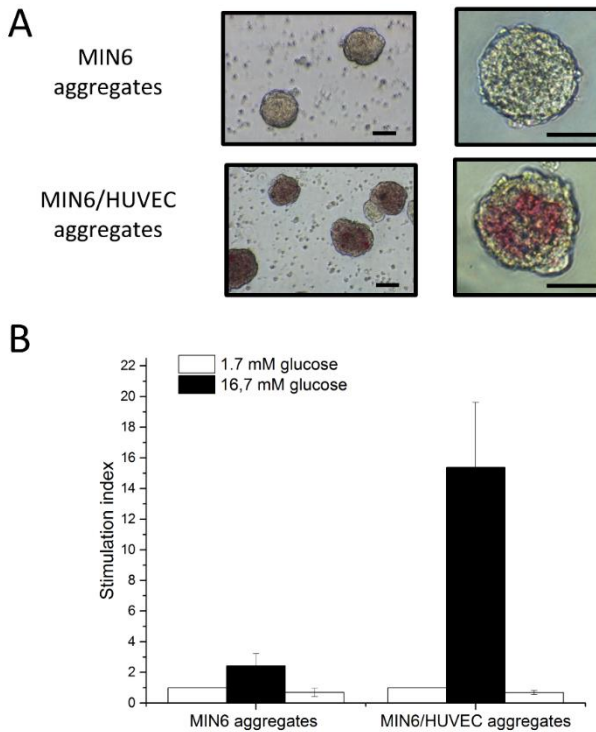 A
MIN6
aggregates
MIN6/HUVEC
aggregates
B
1.7 mM glucose
16,7 mM glucose
22
20
18
16
14
12
10
8
6
4
2
0
Stimulation index
MIN6 aggregates
MIN6/HUVEC aggregates